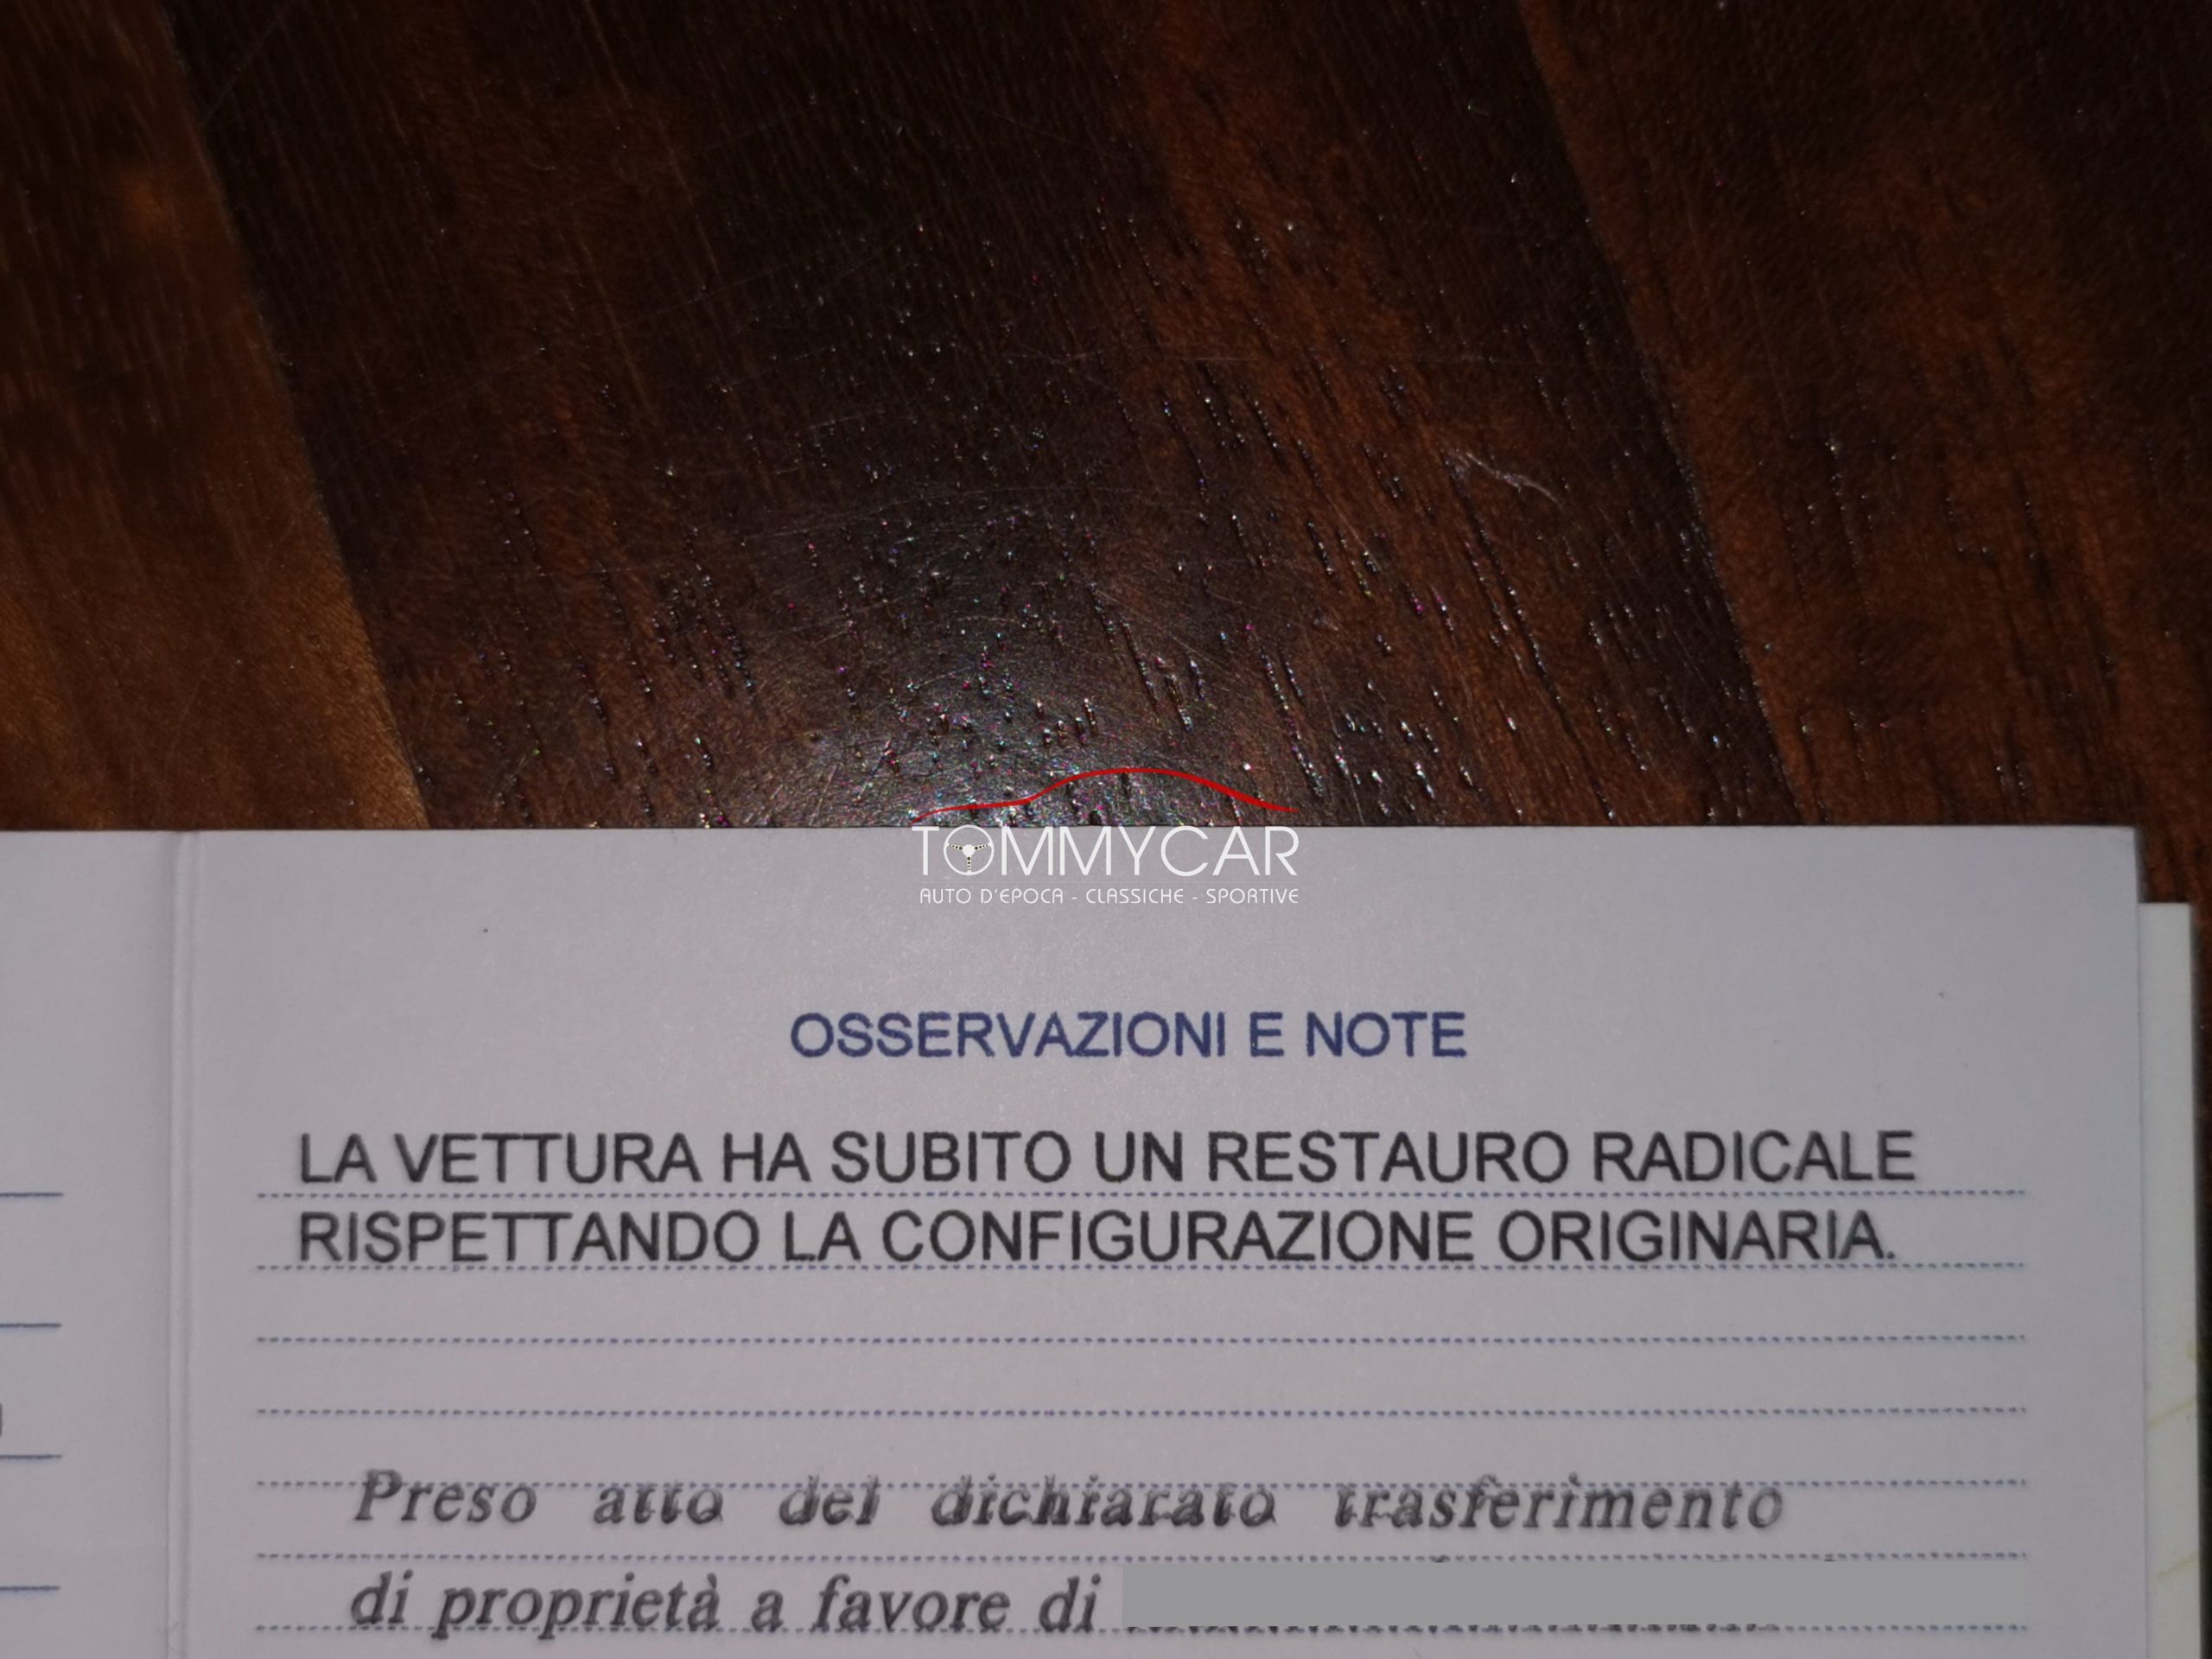 TOMMYCAR
AUTO D'EPOCA - CLASSICHE - SPORTIVE
OSSERVAZIONI E NOTE
LA VETTURA HA SUBITO UN RESTAURO RADICALE
RISPETTANDO LA CONFIGURAZIONE ORIGINARIA.
Preso atto del dichiarato trasferimento
di proprietà a favore di